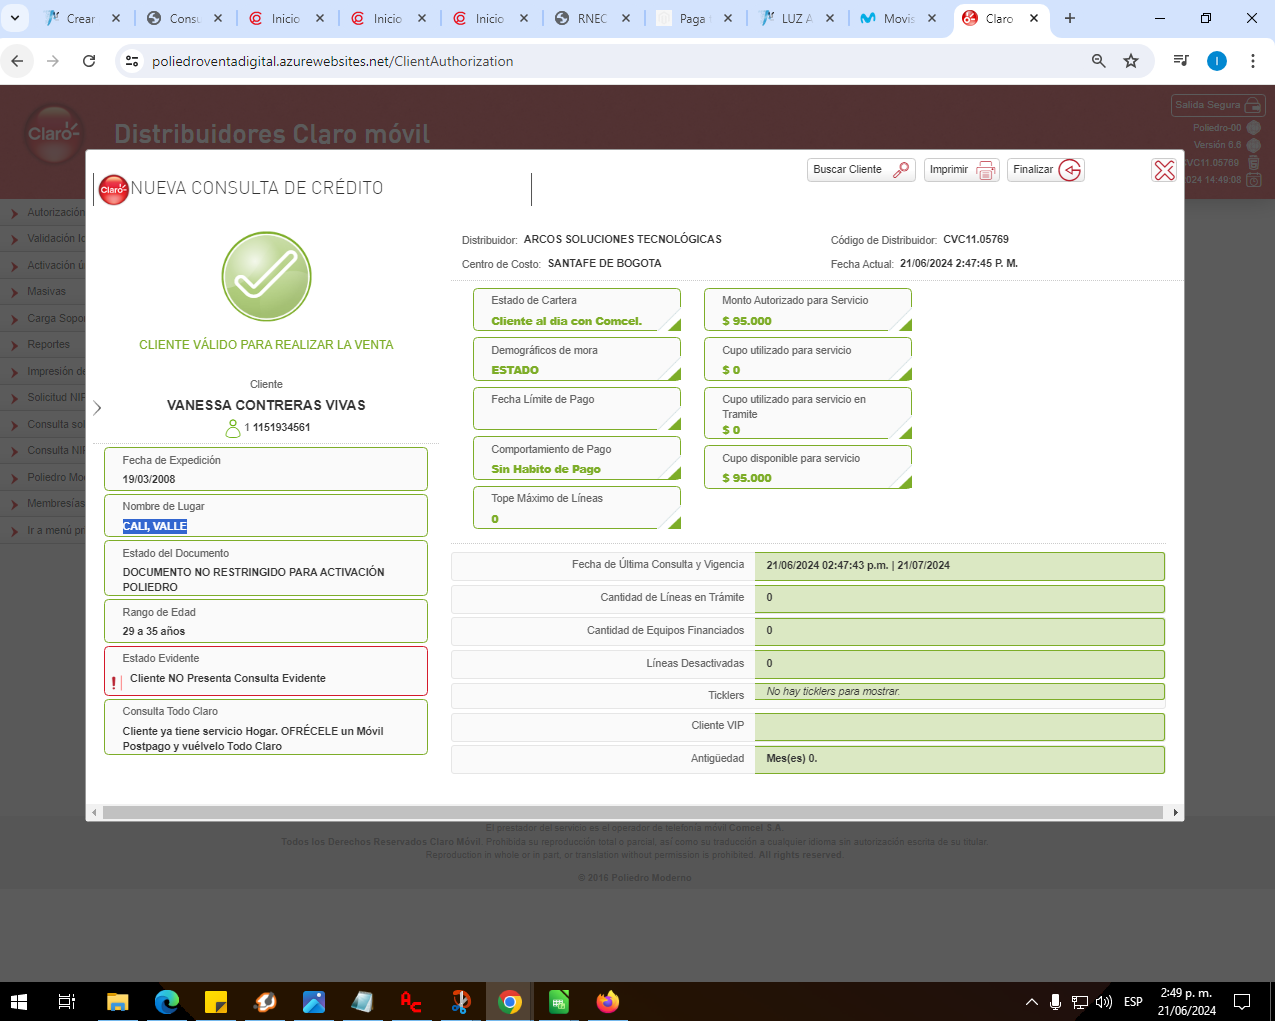 Crear
Consu
Inicio
Inicio
Inicio
RNEC
Paga
LUZ A
Movis
Claro
poliedroventadigital.azurewebsites.net/ClientAuthorization
I
Claro
Distribuidores Claro móvil
Salida Segura
Poliedro-00
Versión 6.6
CVC11.05769
2024 14:49:08
Autorización
Validación Id
Activación ú
Masivas
Carga Sopo
Reportes
Impresión de
Solicitud NIP
Consulta sol
Consulta NIP
Poliedro Mo
Membresías
Ir a menú pr
Claro
NUEVA CONSULTA DE CRÉDITO
Buscar Cliente
Imprimir
Finalizar
CLIENTE VÁLIDO PARA REALIZAR LA VENTA
Cliente
VANESSA CONTRERAS VIVAS
1 1151934561
Fecha de Expedición
19/03/2008
Nombre de Lugar
CALI, VALLE
Estado del Documento
DOCUMENTO NO RESTRINGIDO PARA ACTIVACIÓN
POLIEDRO
Rango de Edad
29 a 35 años
Estado Evidente
! Cliente NO Presenta Consulta Evidente
Consulta Todo Claro
Cliente ya tiene servicio Hogar. OFRÉCELE un Móvil
Postpago y vuélvelo Todo Claro
Distribuidor: ARCOS SOLUCIONES TECNOLÓGICAS
Código de Distribuidor: CVC11.05769
Centro de Costo: SANTAFE DE BOGOTA
Fecha Actual: 21/06/2024 2:47:45 P. M.
Estado de Cartera
Cliente al dia con Comcel.
Demográficos de mora
ESTADO
Fecha Límite de Pago
Comportamiento de Pago
Sin Habito de Pago
Tope Máximo de Líneas
0
Monto Autorizado para Servicio
$ 95.000
Cupo utilizado para servicio
$ 0
Cupo utilizado para servicio en
Tramite
$ 0
Cupo disponible para servicio
$ 95.000
Fecha de Última Consulta y Vigencia 21/06/2024 02:47:43 p.m. | 21/07/2024
Cantidad de Líneas en Trámite 0
Cantidad de Equipos Financiados 0
Líneas Desactivadas 0
Ticklers No hay ticklers para mostrar.
Cliente VIP
Antigüedad Mes(es) 0.
El prestador del servicio es el operador de telefonía móvil Comcel S.A.
Todos los Derechos Reservados Claro Móvil. Prohibida su reproducción total o parcial, así como su traducción a cualquier idioma sin autorización escrita de su titular.
Reproduction in whole or in part, or translation without permission is prohibited. All rights reserved.
© 2016 Poliedro Moderno
ESP
2:49 p. m.
21/06/2024